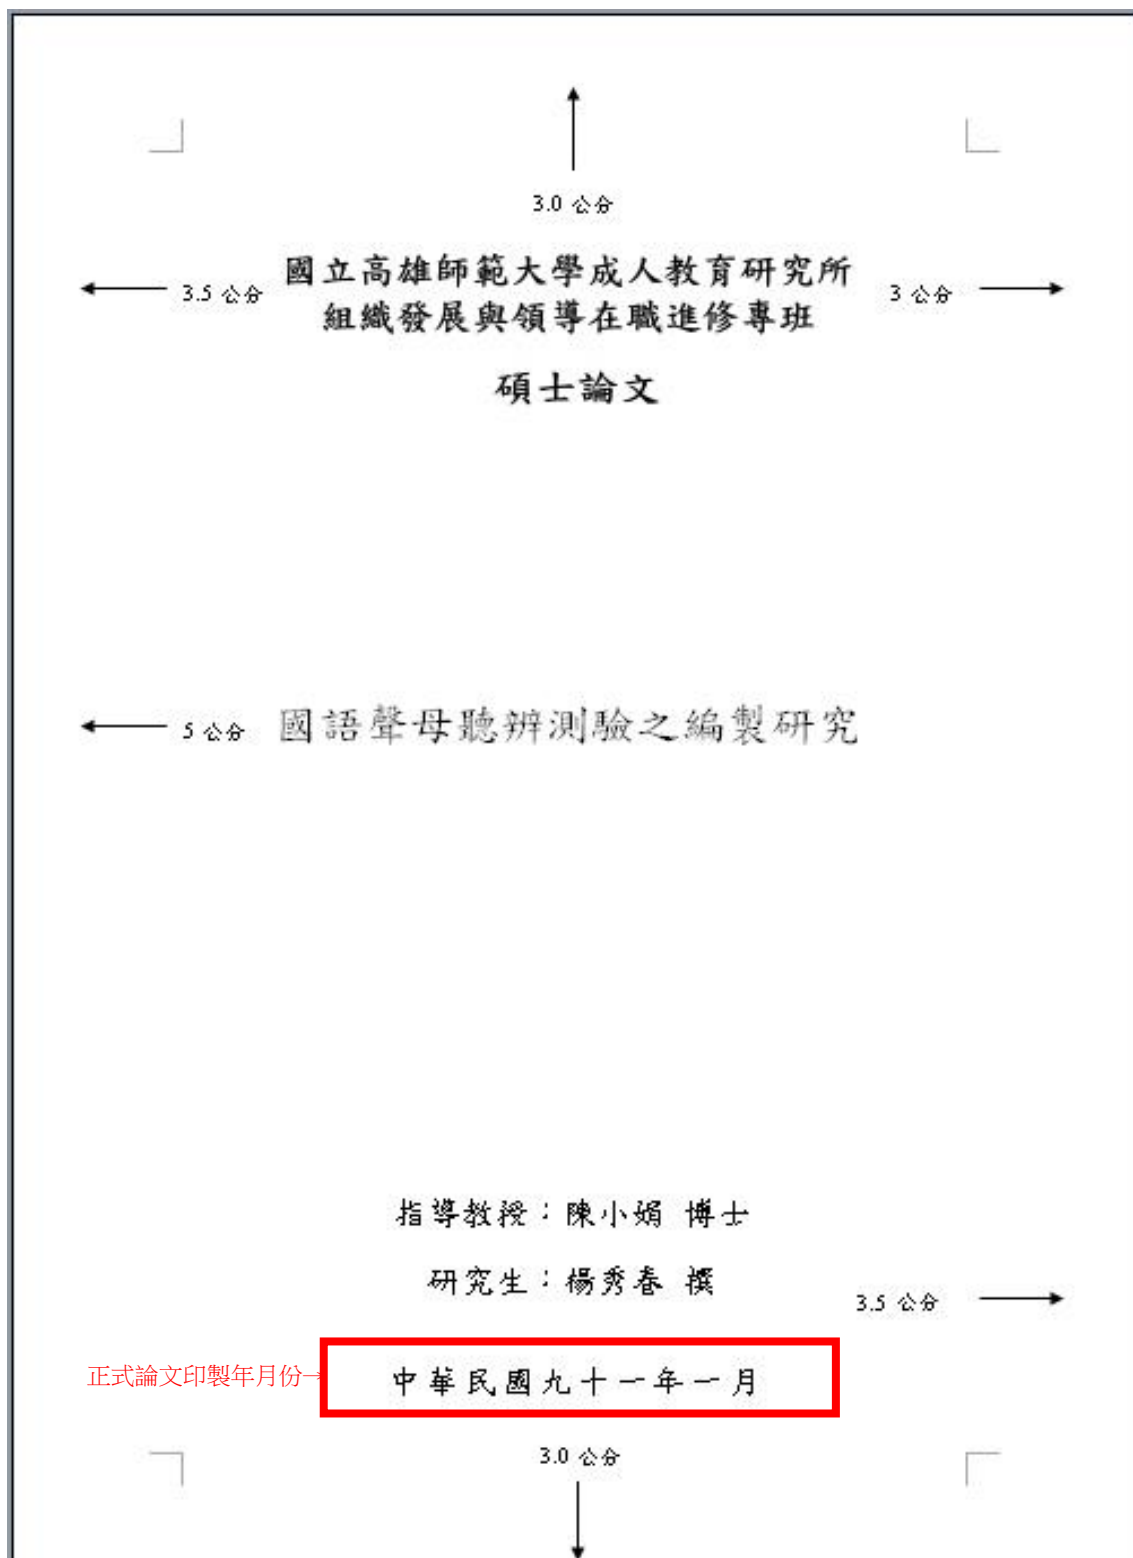 3.0 公分
國立高雄師範大學成人教育研究所
3.5 公分
3 公分
組織發展與領導在職進修專班
碩士論文
5 公分
國語聲母聽辨測驗之編製研究
指導教授：陳小娟 博士
研究生：楊秀春 撰
3.5 公分
正式論文印製年月份→
中華民國九十一年一月
3.0 公分